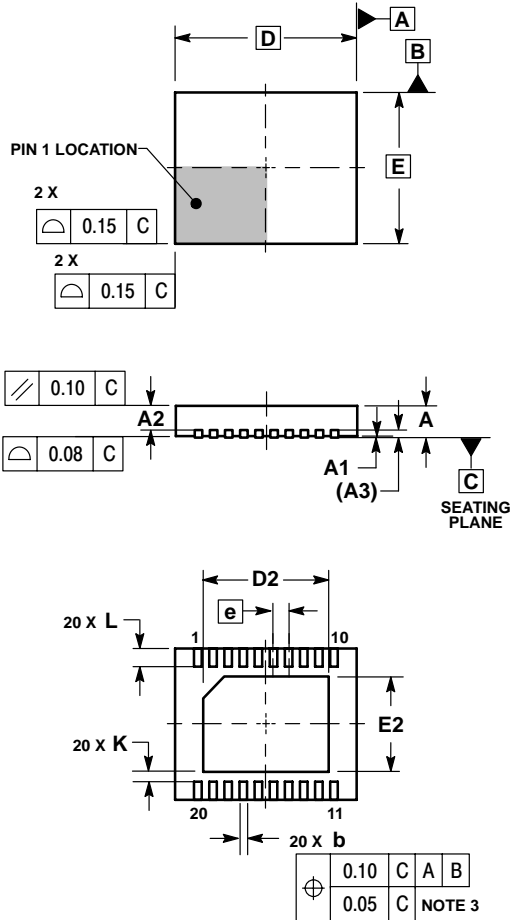 D
A
B
PIN 1 LOCATION
E
2 X
0.15 C
2 X
0.15 C
0.10 C
A2
A
0.08 C
A1
(A3)
C
SEATING
PLANE
D2
e
20 X L
1
10
E2
20 X K
20
11
20 X b
0.10 C A B
0.05 C NOTE 3